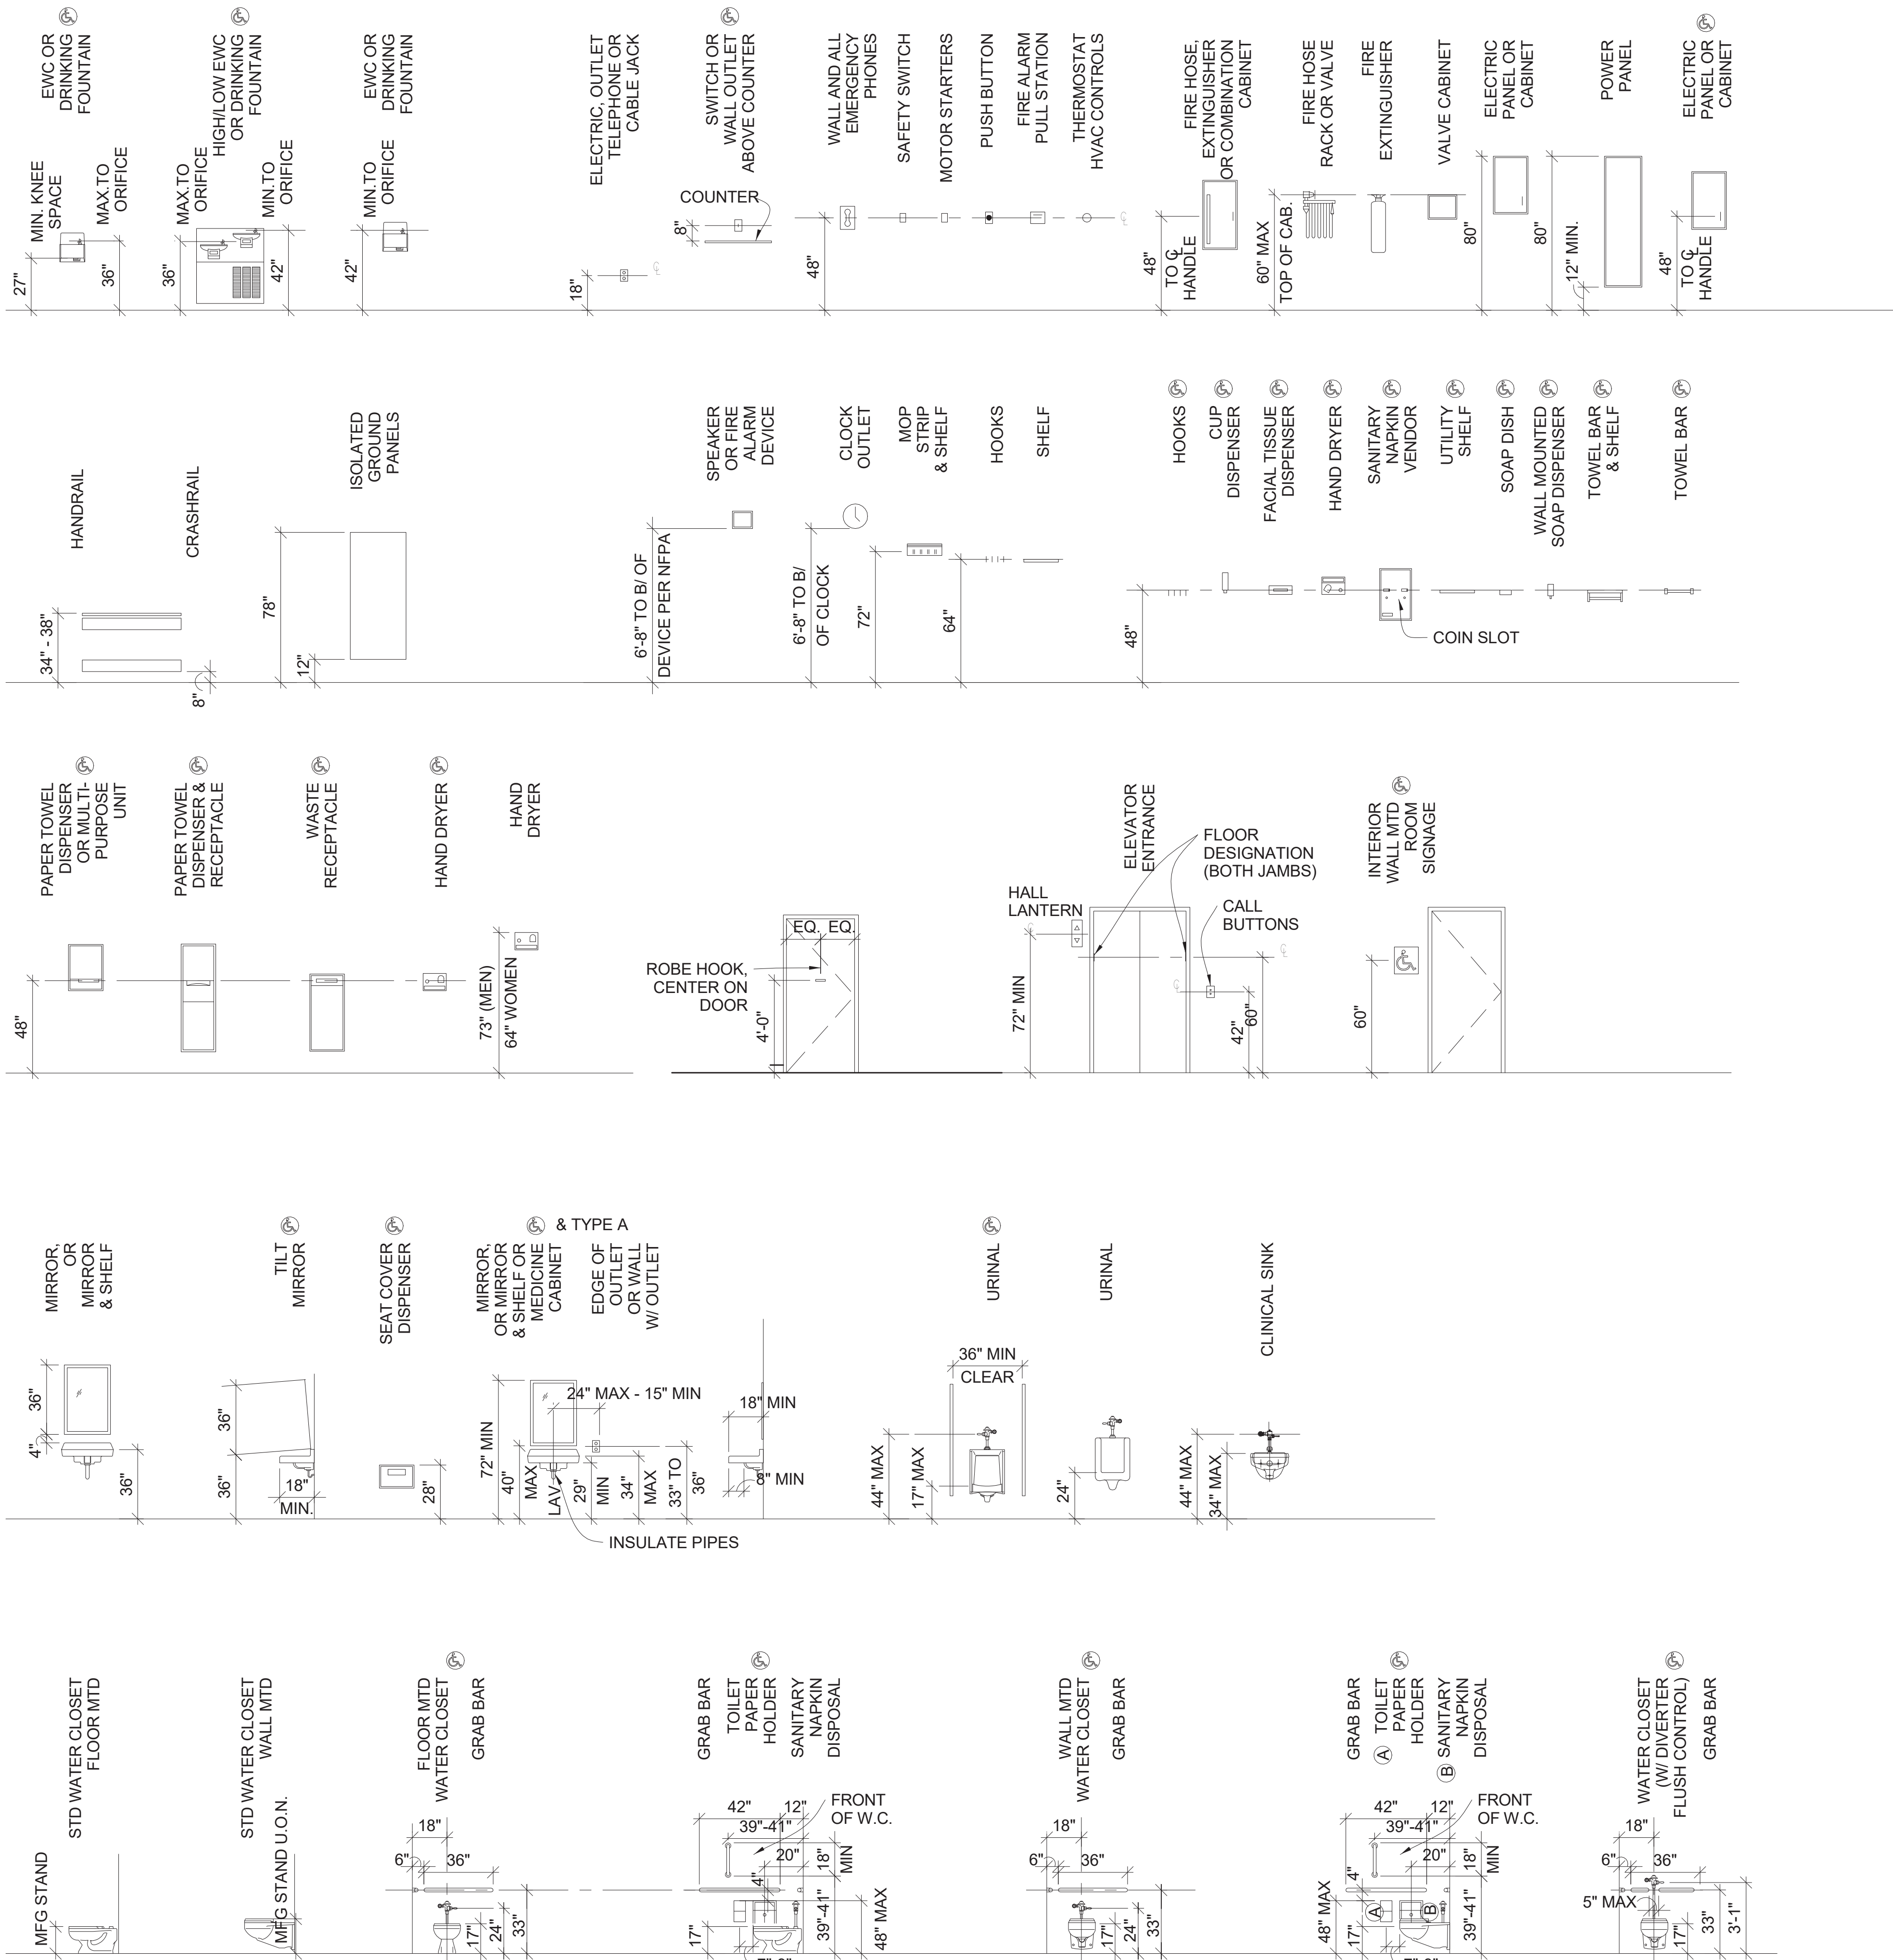 EWC OR
DRINKING
FOUNTAIN
MIN. KNEE
SPACE
MAX.TO
ORIFICE
27"
36"
HIGH/LOW EWC
OR DRINKING
FOUNTAIN
MAX.TO
ORIFICE
MIN.TO
ORIFICE
36"
42"
EWC OR
DRINKING
FOUNTAIN
MIN.TO
ORIFICE
42"
ELECTRIC, OUTLET
TELEPHONE OR
CABLE JACK
18"
SWITCH OR
WALL OUTLET
ABOVE COUNTER
COUNTER
8"
WALL AND ALL
EMERGENCY
PHONES
48"
SAFETY SWITCH
MOTOR STARTERS
PUSH BUTTON
FIRE ALARM
PULL STATION
THERMOSTAT
HVAC CONTROLS
FIRE HOSE,
EXTINGUISHER
OR COMBINATION
CABINET
48"
TO ℄
HANDLE
FIRE HOSE
RACK OR VALVE
60" MAX
TOP OF CAB.
FIRE
EXTINGUISHER
VALVE CABINET
ELECTRIC
PANEL OR
CABINET
80"
POWER
PANEL
80"
12" MIN.
ELECTRIC
PANEL OR
CABINET
48"
TO ℄
HANDLE
HANDRAIL
34" - 38"
CRASHRAIL
8"
ISOLATED
GROUND
PANELS
78"
12"
SPEAKER
OR FIRE
ALARM
DEVICE
6'-8" TO B/ OF
DEVICE PER NFPA
CLOCK
OUTLET
6'-8" TO B/
OF CLOCK
MOP
STRIP
& SHELF
72"
HOOKS
64"
SHELF
HOOKS
48"
CUP
DISPENSER
FACIAL TISSUE
DISPENSER
HAND DRYER
SANITARY
NAPKIN
VENDOR
COIN SLOT
UTILITY
SHELF
SOAP DISH
WALL MOUNTED
SOAP DISPENSER
TOWEL BAR
& SHELF
TOWEL BAR
PAPER TOWEL
DISPENSER
OR MULTI-
PURPOSE
UNIT
48"
PAPER TOWEL
DISPENSER &
RECEPTACLE
WASTE
RECEPTACLE
HAND DRYER
HAND
DRYER
73" (MEN)
64" WOMEN
EQ. EQ.
ROBE HOOK,
CENTER ON
DOOR
4'-0"
ELEVATOR
ENTRANCE
FLOOR
DESIGNATION
(BOTH JAMBS)
HALL
LANTERN
CALL
BUTTONS
72" MIN
42"
60"
INTERIOR
WALL MTD
ROOM
SIGNAGE
60"
MIRROR,
OR
MIRROR
& SHELF
36"
4"
36"
TILT
MIRROR
36"
36"
18"
MIN.
SEAT COVER
DISPENSER
28"
& TYPE A
MIRROR,
OR MIRROR
& SHELF OR
MEDICINE
CABINET
EDGE OF
OUTLET
OR WALL
W/ OUTLET
24" MAX - 15" MIN
72" MIN
40"
MAX
LAV
29"
MIN
34"
MAX
33" TO
36"
INSULATE PIPES
18" MIN
8" MIN
URINAL
36" MIN
CLEAR
44" MAX
17" MAX
URINAL
24"
CLINICAL SINK
44" MAX
34" MAX
STD WATER CLOSET
FLOOR MTD
MFG STAND
STD WATER CLOSET
WALL MTD
MFG STAND U.O.N.
FLOOR MTD
WATER CLOSET
GRAB BAR
18"
6"
36"
17"
24"
33"
GRAB BAR
TOILET
PAPER
HOLDER
SANITARY
NAPKIN
DISPOSAL
42"
12"
FRONT
OF W.C.
39"-41"
20"
18"
MIN
4"
17"
39"-41"
48" MAX
WALL MTD
WATER CLOSET
GRAB BAR
18"
6"
36"
17"
24"
33"
GRAB BAR
A TOILET
PAPER
HOLDER
B SANITARY
NAPKIN
DISPOSAL
42"
12"
FRONT
OF W.C.
39"-41"
20"
18"
MIN
4"
48" MAX
A
B
17"
39"-41"
WATER CLOSET
(W/ DIVERTER
FLUSH CONTROL)
GRAB BAR
18"
6"
36"
5" MAX
17"
33"
3'-1"